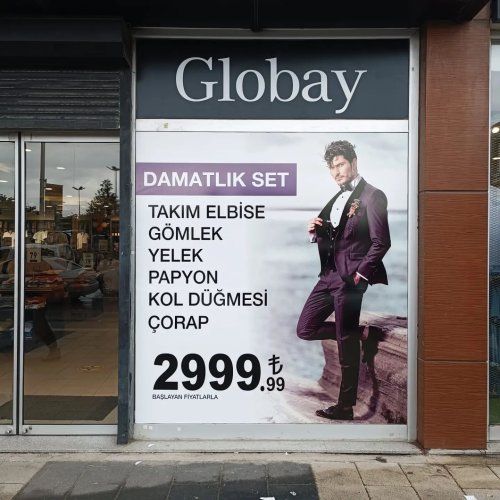 Globay
DAMATLIK SET
TAKIM ELBİSE
GÖMLEK
YELEK
PAPYON
KOL DÜĞMESİ
ÇORAP
2999.99 ₺
BAŞLAYAN FİYATLARLA